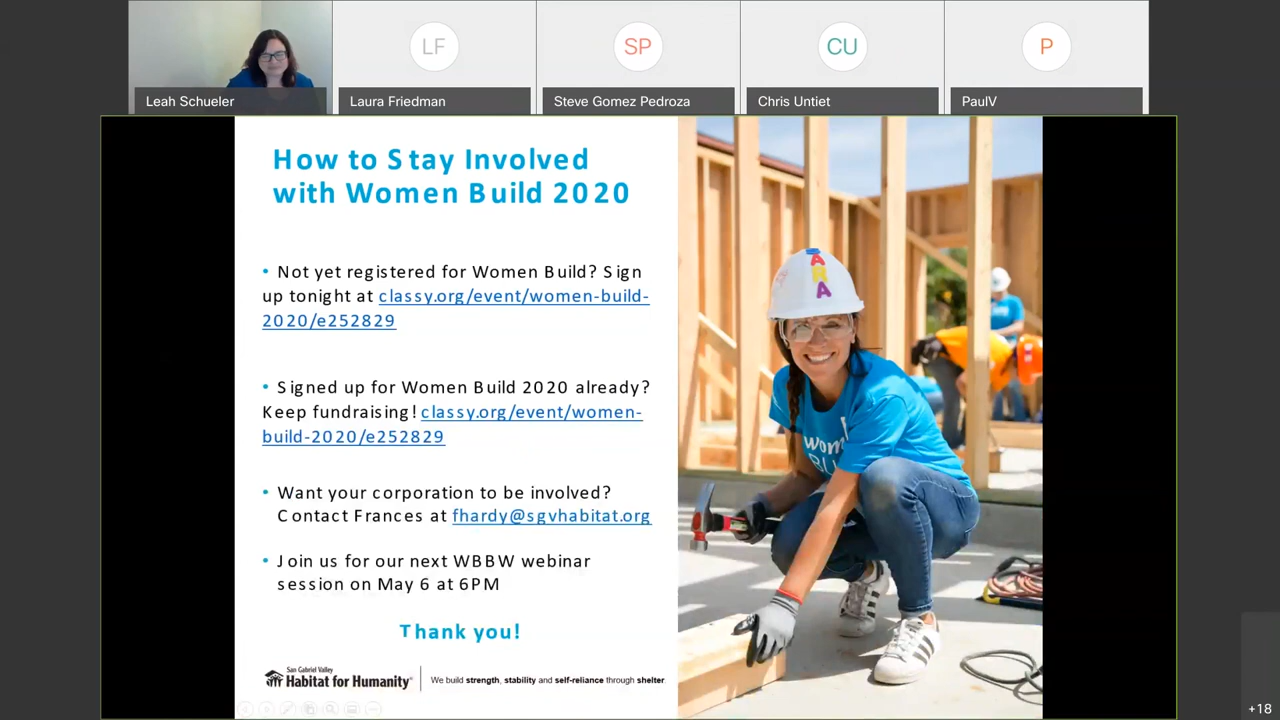 LF
SP
CU
P
Leah Schueler
Laura Friedman
Steve Gomez Pedroza
Chris Untiet
PaulV
How to Stay Involved
with Women Build 2020
• Not yet registered for Women Build? Sign
up tonight at classy.org/event/women-build-
2020/e252829
• Signed up for Women Build 2020 already?
Keep fundraising! classy.org/event/women-
build-2020/e252829
• Want your corporation to be involved?
Contact Frances at fhardy@sgvhabitat.org
• Join us for our next WBBW webinar
session on May 6 at 6PM
Thank you!
San Gabriel Valley
Habitat for Humanity
We build strength, stability and self-reliance through shelter
+18